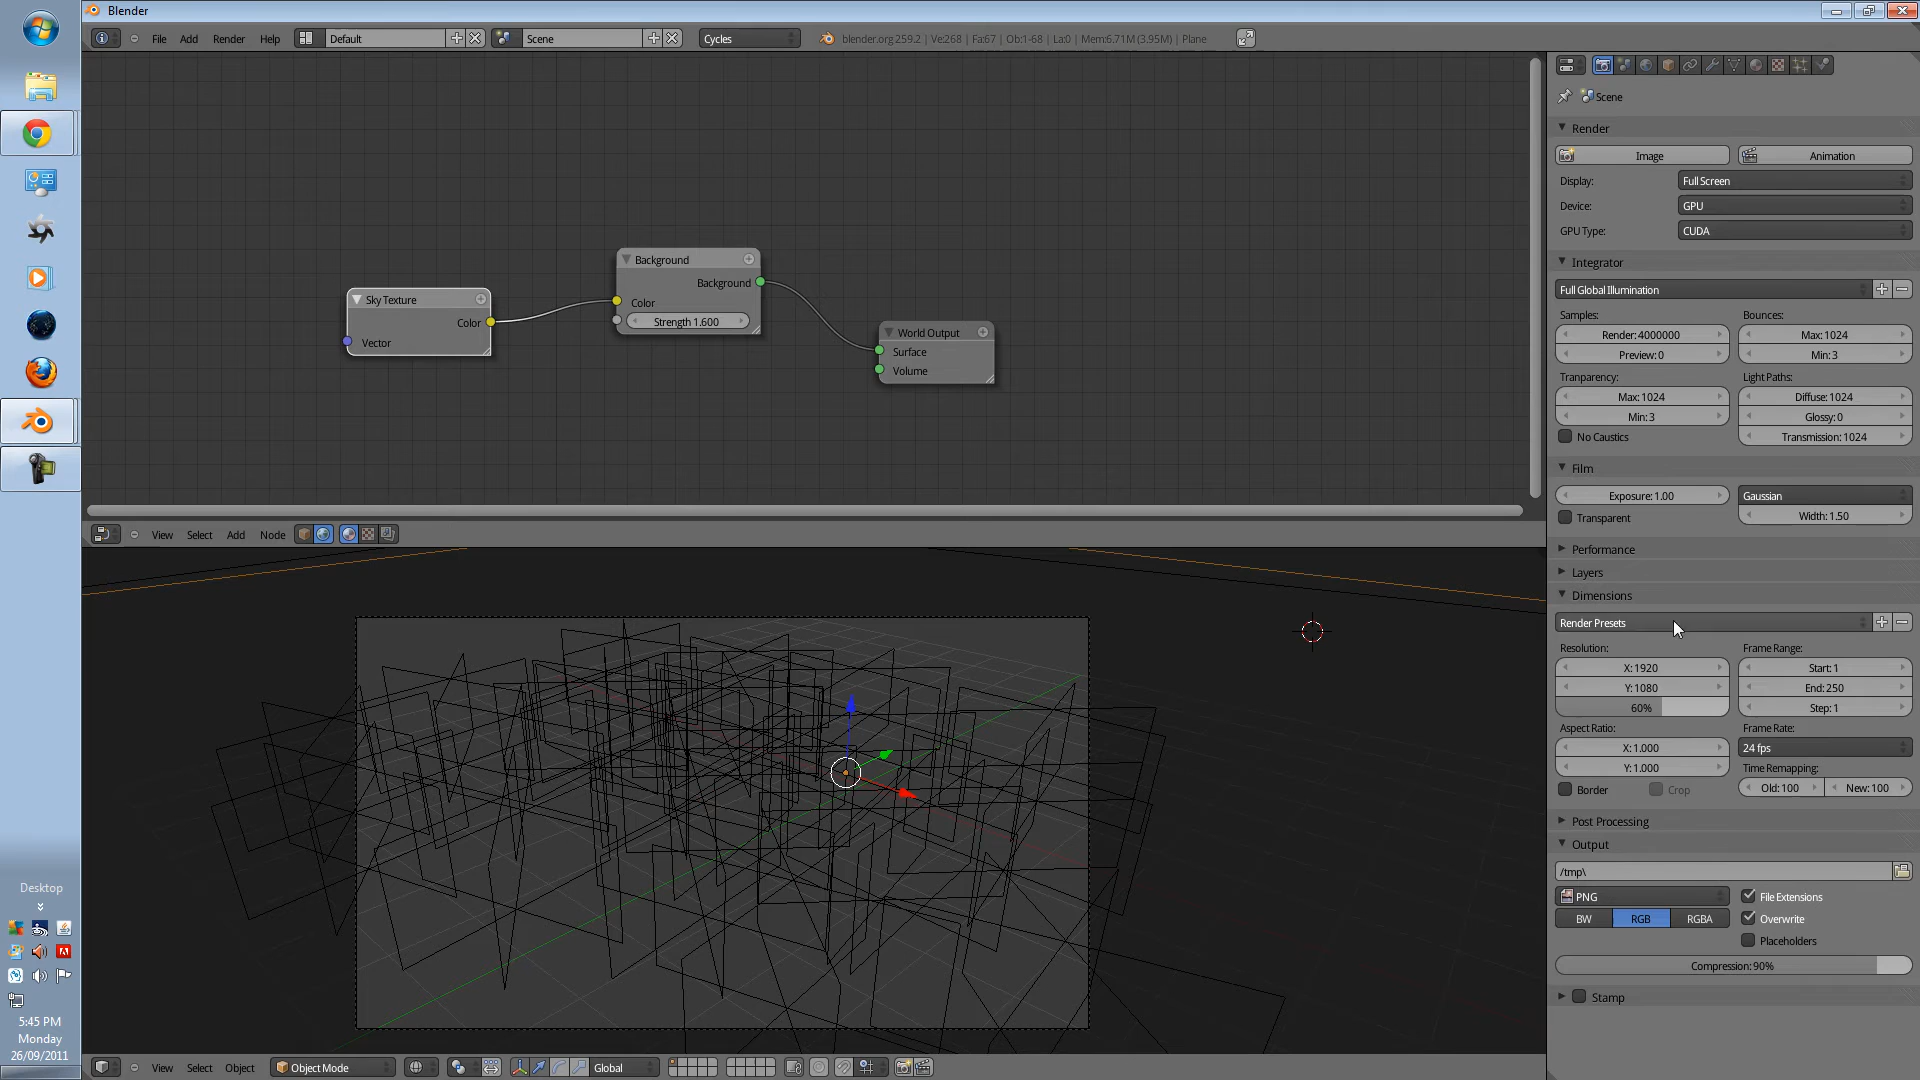 Blender
File Add Render Help Default Scene Cycles blender.org 259.2 | Ve:268 | Fa:67 | Ob:1-68 | La:0 | Mem:6.71M (3.95M) | Plane
Sky Texture
Color
Vector
Background
Background
Color
Strength 1.600
World Output
Surface
Volume
View Select Add Node
View Select Object Object Mode Global
Scene
Render
Image Animation
Display: Full Screen
Device: GPU
GPU Type: CUDA
Integrator
Full Global Illumination
Samples: Bounces:
Render: 4000000 Max: 1024
Preview: 0 Min: 3
Tranparency: Light Paths:
Max: 1024 Diffuse: 1024
Min: 3 Glossy: 0
No Caustics Transmission: 1024
Film
Exposure: 1.00 Gaussian
Transparent Width: 1.50
Performance
Layers
Dimensions
Render Presets
Resolution: Frame Range:
X: 1920 Start: 1
Y: 1080 End: 250
60% Step: 1
Aspect Ratio: Frame Rate:
X: 1.000 24 fps
Y: 1.000 Time Remapping:
Border Crop Old: 100 New: 100
Post Processing
Output
/tmp\
PNG File Extensions
BW RGB RGBA Overwrite
Placeholders
Compression: 90%
Stamp
Desktop
5:45 PM
Monday
26/09/2011